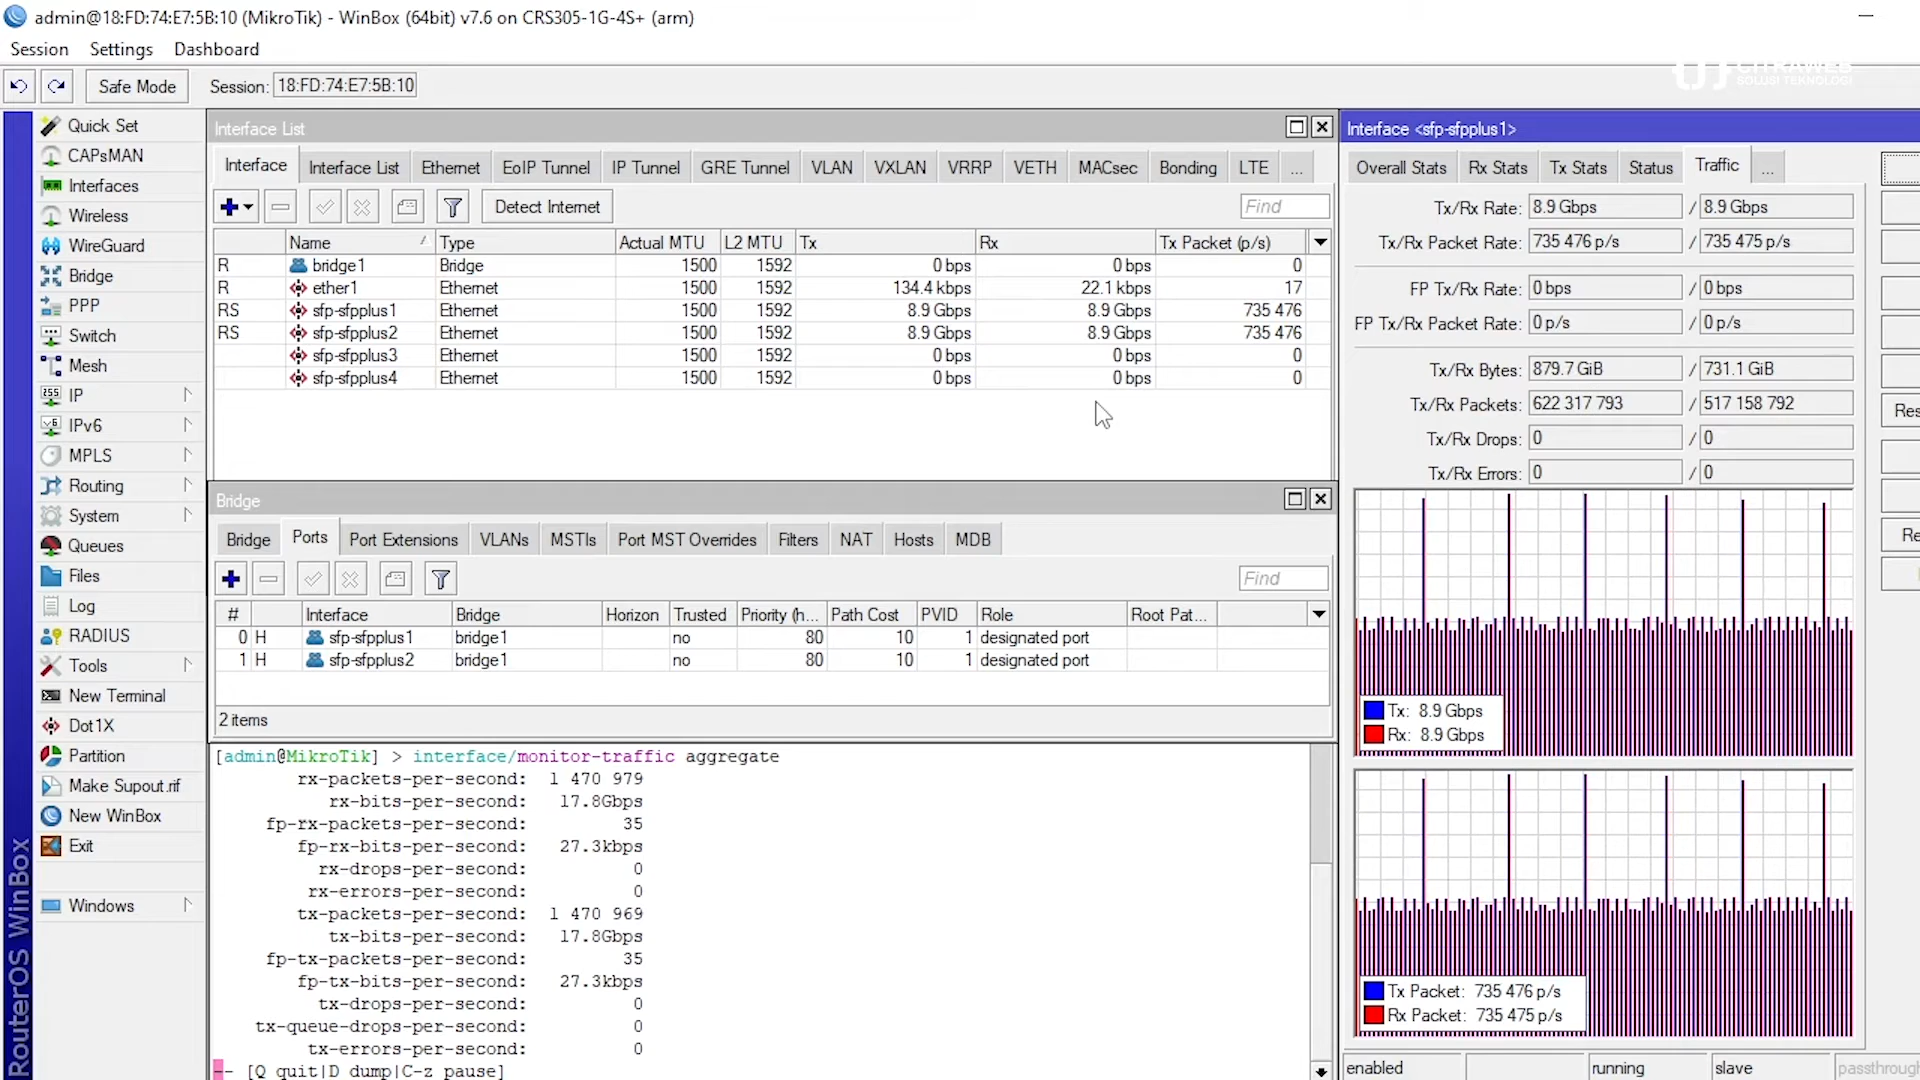 admin@18:FD:74:E7:5B:10 (MikroTik) - WinBox (64bit) v7.6 on CRS305-1G-4S+ (arm)
Session Settings Dashboard
Safe Mode Session: 18:FD:74:E7:5B:10
CITRAWEB
SOLUSI TEKNOLOGI
RouterOS WinBox
Quick Set
CAPsMAN
Interfaces
Wireless
WireGuard
Bridge
PPP
Switch
Mesh
IP
IPv6
MPLS
Routing
System
Queues
Files
Log
RADIUS
Tools
New Terminal
Dot1X
Partition
Make Supout.rif
New WinBox
Exit
Windows
Interface List
Interface Interface List Ethernet EoIP Tunnel IP Tunnel GRE Tunnel VLAN VXLAN VRRP VETH MACsec Bonding LTE ...
Detect Internet Find
Name Type Actual MTU L2 MTU Tx Rx Tx Packet (p/s)
R bridge1 Bridge 1500 1592 0 bps 0 bps 0
R ether1 Ethernet 1500 1592 134.4 kbps 22.1 kbps 17
RS sfp-sfpplus1 Ethernet 1500 1592 8.9 Gbps 8.9 Gbps 735 476
RS sfp-sfpplus2 Ethernet 1500 1592 8.9 Gbps 8.9 Gbps 735 476
sfp-sfpplus3 Ethernet 1500 1592 0 bps 0 bps 0
sfp-sfpplus4 Ethernet 1500 1592 0 bps 0 bps 0
Bridge
Bridge Ports Port Extensions VLANs MSTIs Port MST Overrides Filters NAT Hosts MDB
Find
# Interface Bridge Horizon Trusted Priority (h... Path Cost PVID Role Root Pat...
0 H sfp-sfpplus1 bridge1 no 80 10 1 designated port
1 H sfp-sfpplus2 bridge1 no 80 10 1 designated port
2 items
[admin@MikroTik] > interface/monitor-traffic aggregate
rx-packets-per-second: 1 470 979
rx-bits-per-second: 17.8Gbps
fp-rx-packets-per-second: 35
fp-rx-bits-per-second: 27.3kbps
rx-drops-per-second: 0
rx-errors-per-second: 0
tx-packets-per-second: 1 470 969
tx-bits-per-second: 17.8Gbps
fp-tx-packets-per-second: 35
fp-tx-bits-per-second: 27.3kbps
tx-drops-per-second: 0
tx-queue-drops-per-second: 0
tx-errors-per-second: 0
-- [Q quit|D dump|C-z pause]
Interface <sfp-sfpplus1>
Overall Stats Rx Stats Tx Stats Status Traffic ...
Tx/Rx Rate: 8.9 Gbps / 8.9 Gbps
Tx/Rx Packet Rate: 735 476 p/s / 735 475 p/s
FP Tx/Rx Rate: 0 bps / 0 bps
FP Tx/Rx Packet Rate: 0 p/s / 0 p/s
Tx/Rx Bytes: 879.7 GiB / 731.1 GiB
Tx/Rx Packets: 622 317 793 / 517 158 792
Tx/Rx Drops: 0 / 0
Tx/Rx Errors: 0 / 0
Res
Re
Tx: 8.9 Gbps
Rx: 8.9 Gbps
Tx Packet: 735 476 p/s
Rx Packet: 735 475 p/s
enabled running slave passthroug